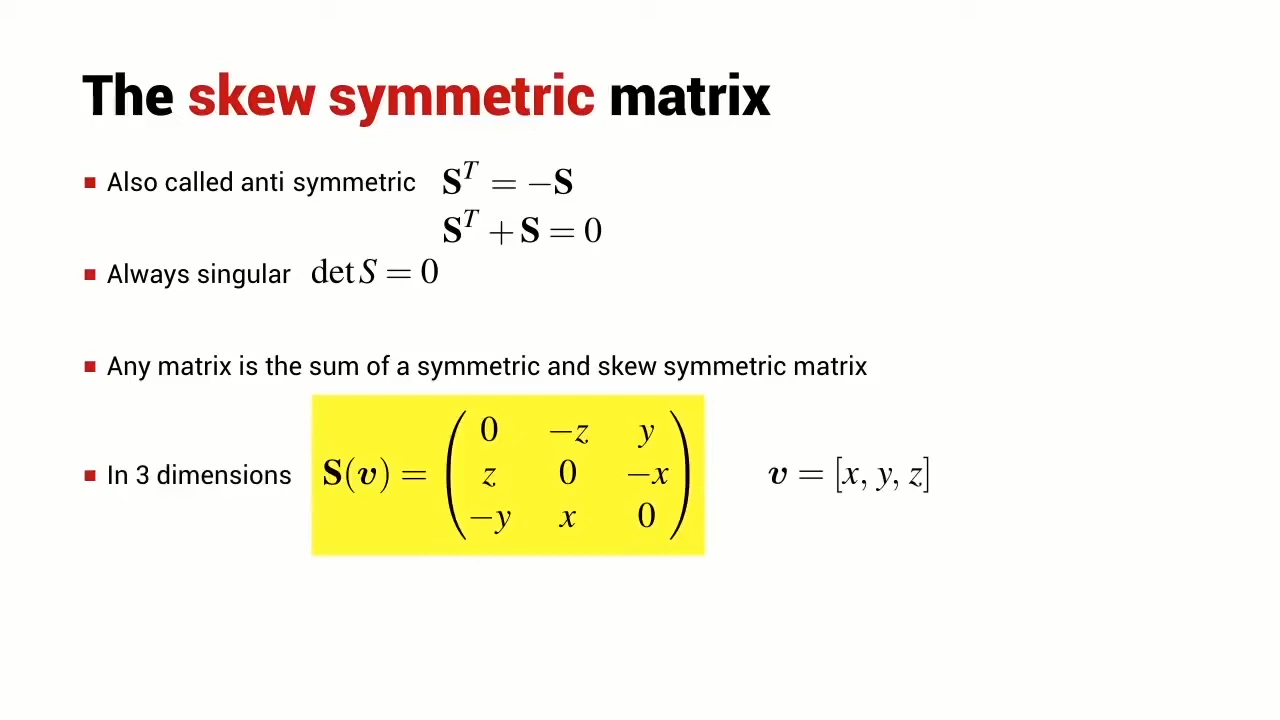 The skew symmetric matrix
Also called anti symmetric S^T = −S
S^T + S = 0
Always singular det S = 0
Any matrix is the sum of a symmetric and skew symmetric matrix
0 −z y
In 3 dimensions S(v) = z 0 −x v = [x, y, z]
−y x 0